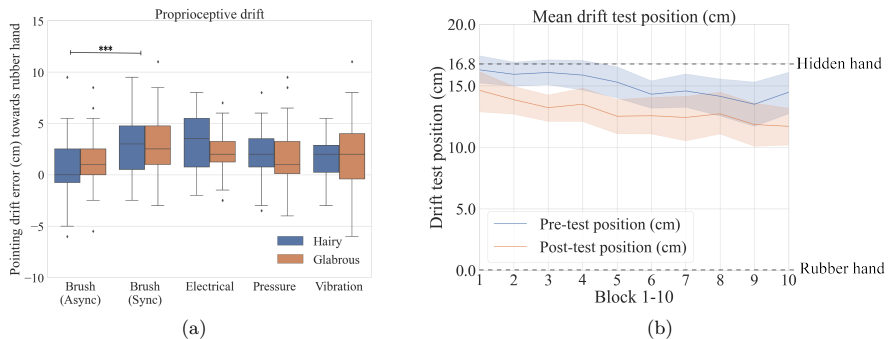 Proprioceptive drift
Pointing drift error (cm) towards rubber hand
15
10
5
0
−5
−10
***
Hairy
Glabrous
Brush
(Async)
Brush
(Sync)
Electrical
Pressure
Vibration
(a)
Mean drift test position (cm)
Drift test position (cm)
20.0
16.8
15.0
10.0
5.0
0.0
Hidden hand
Pre-test position (cm)
Post-test position (cm)
Rubber hand
1 2 3 4 5 6 7 8 9 10
Block 1-10
(b)